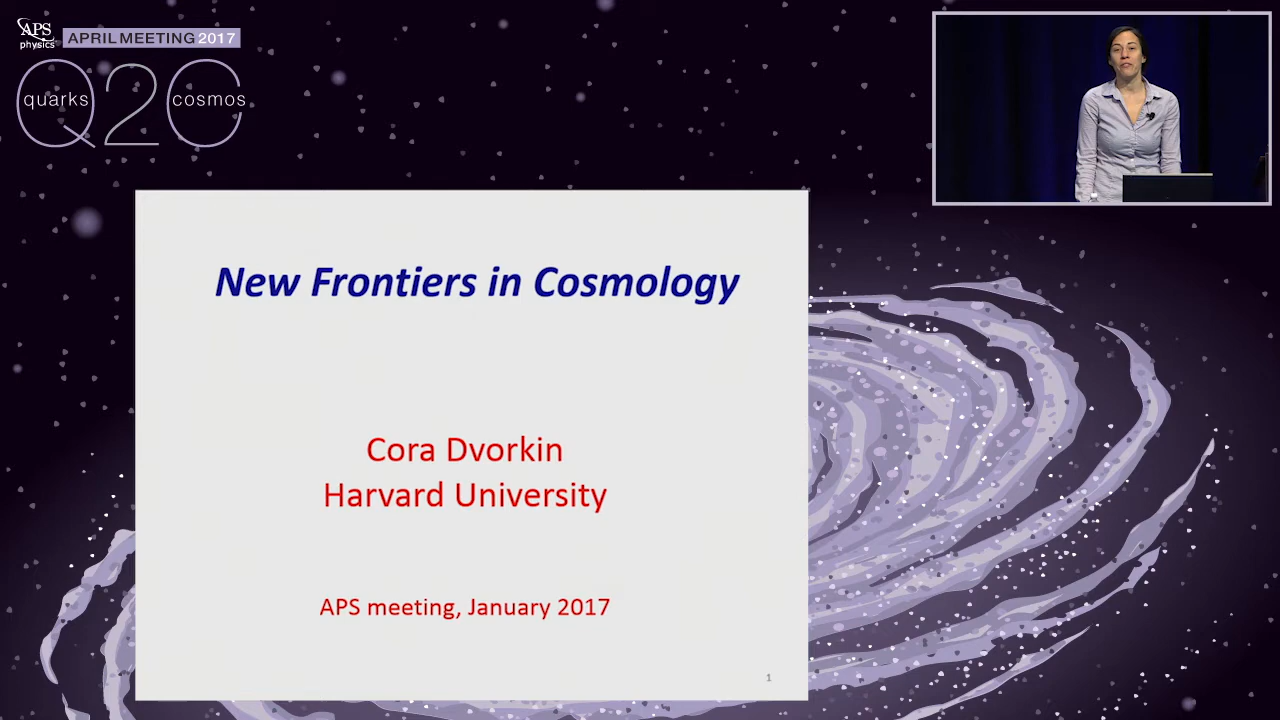 APS
physics
APRIL MEETING 2017
Q2C
quarks
cosmos
New Frontiers in Cosmology
Cora Dvorkin
Harvard University
APS meeting, January 2017
1